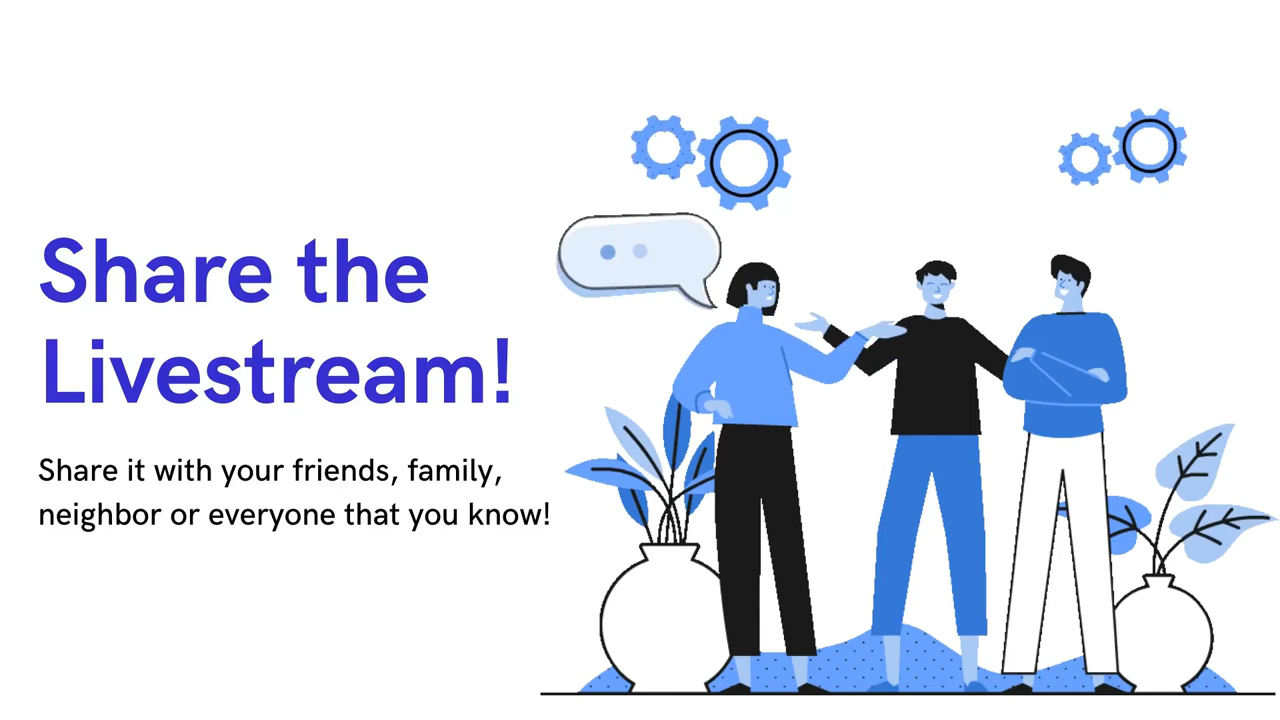 Share the
Livestream!
Share it with your friends, family,
neighbor or everyone that you know!